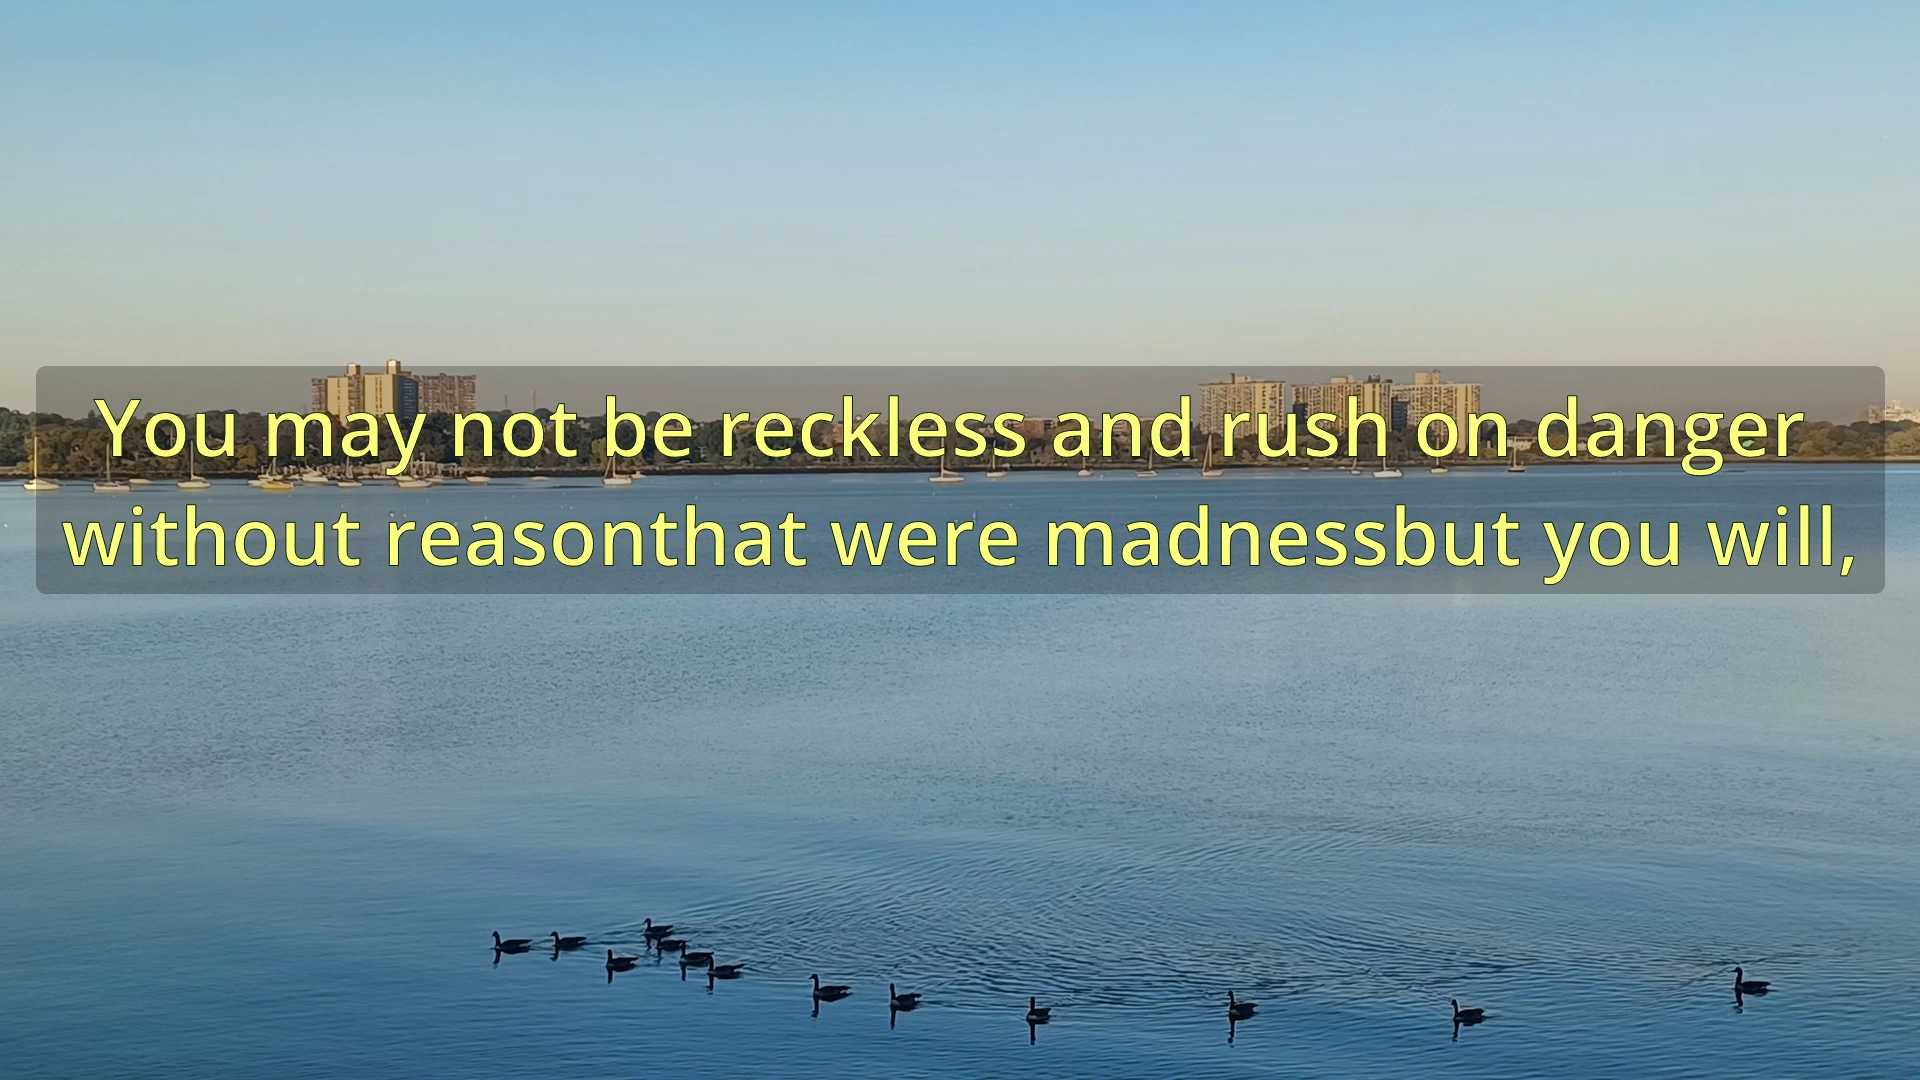 You may not be reckless and rush on danger
without reasonthat were madnessbut you will,